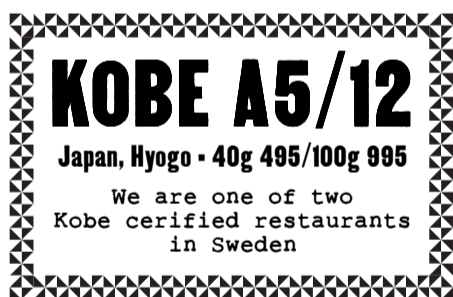 KOBE A5/12
Japan, Hyogo ▪ 40g 495/100g 995
We are one of two
Kobe cerified restaurants
in Sweden